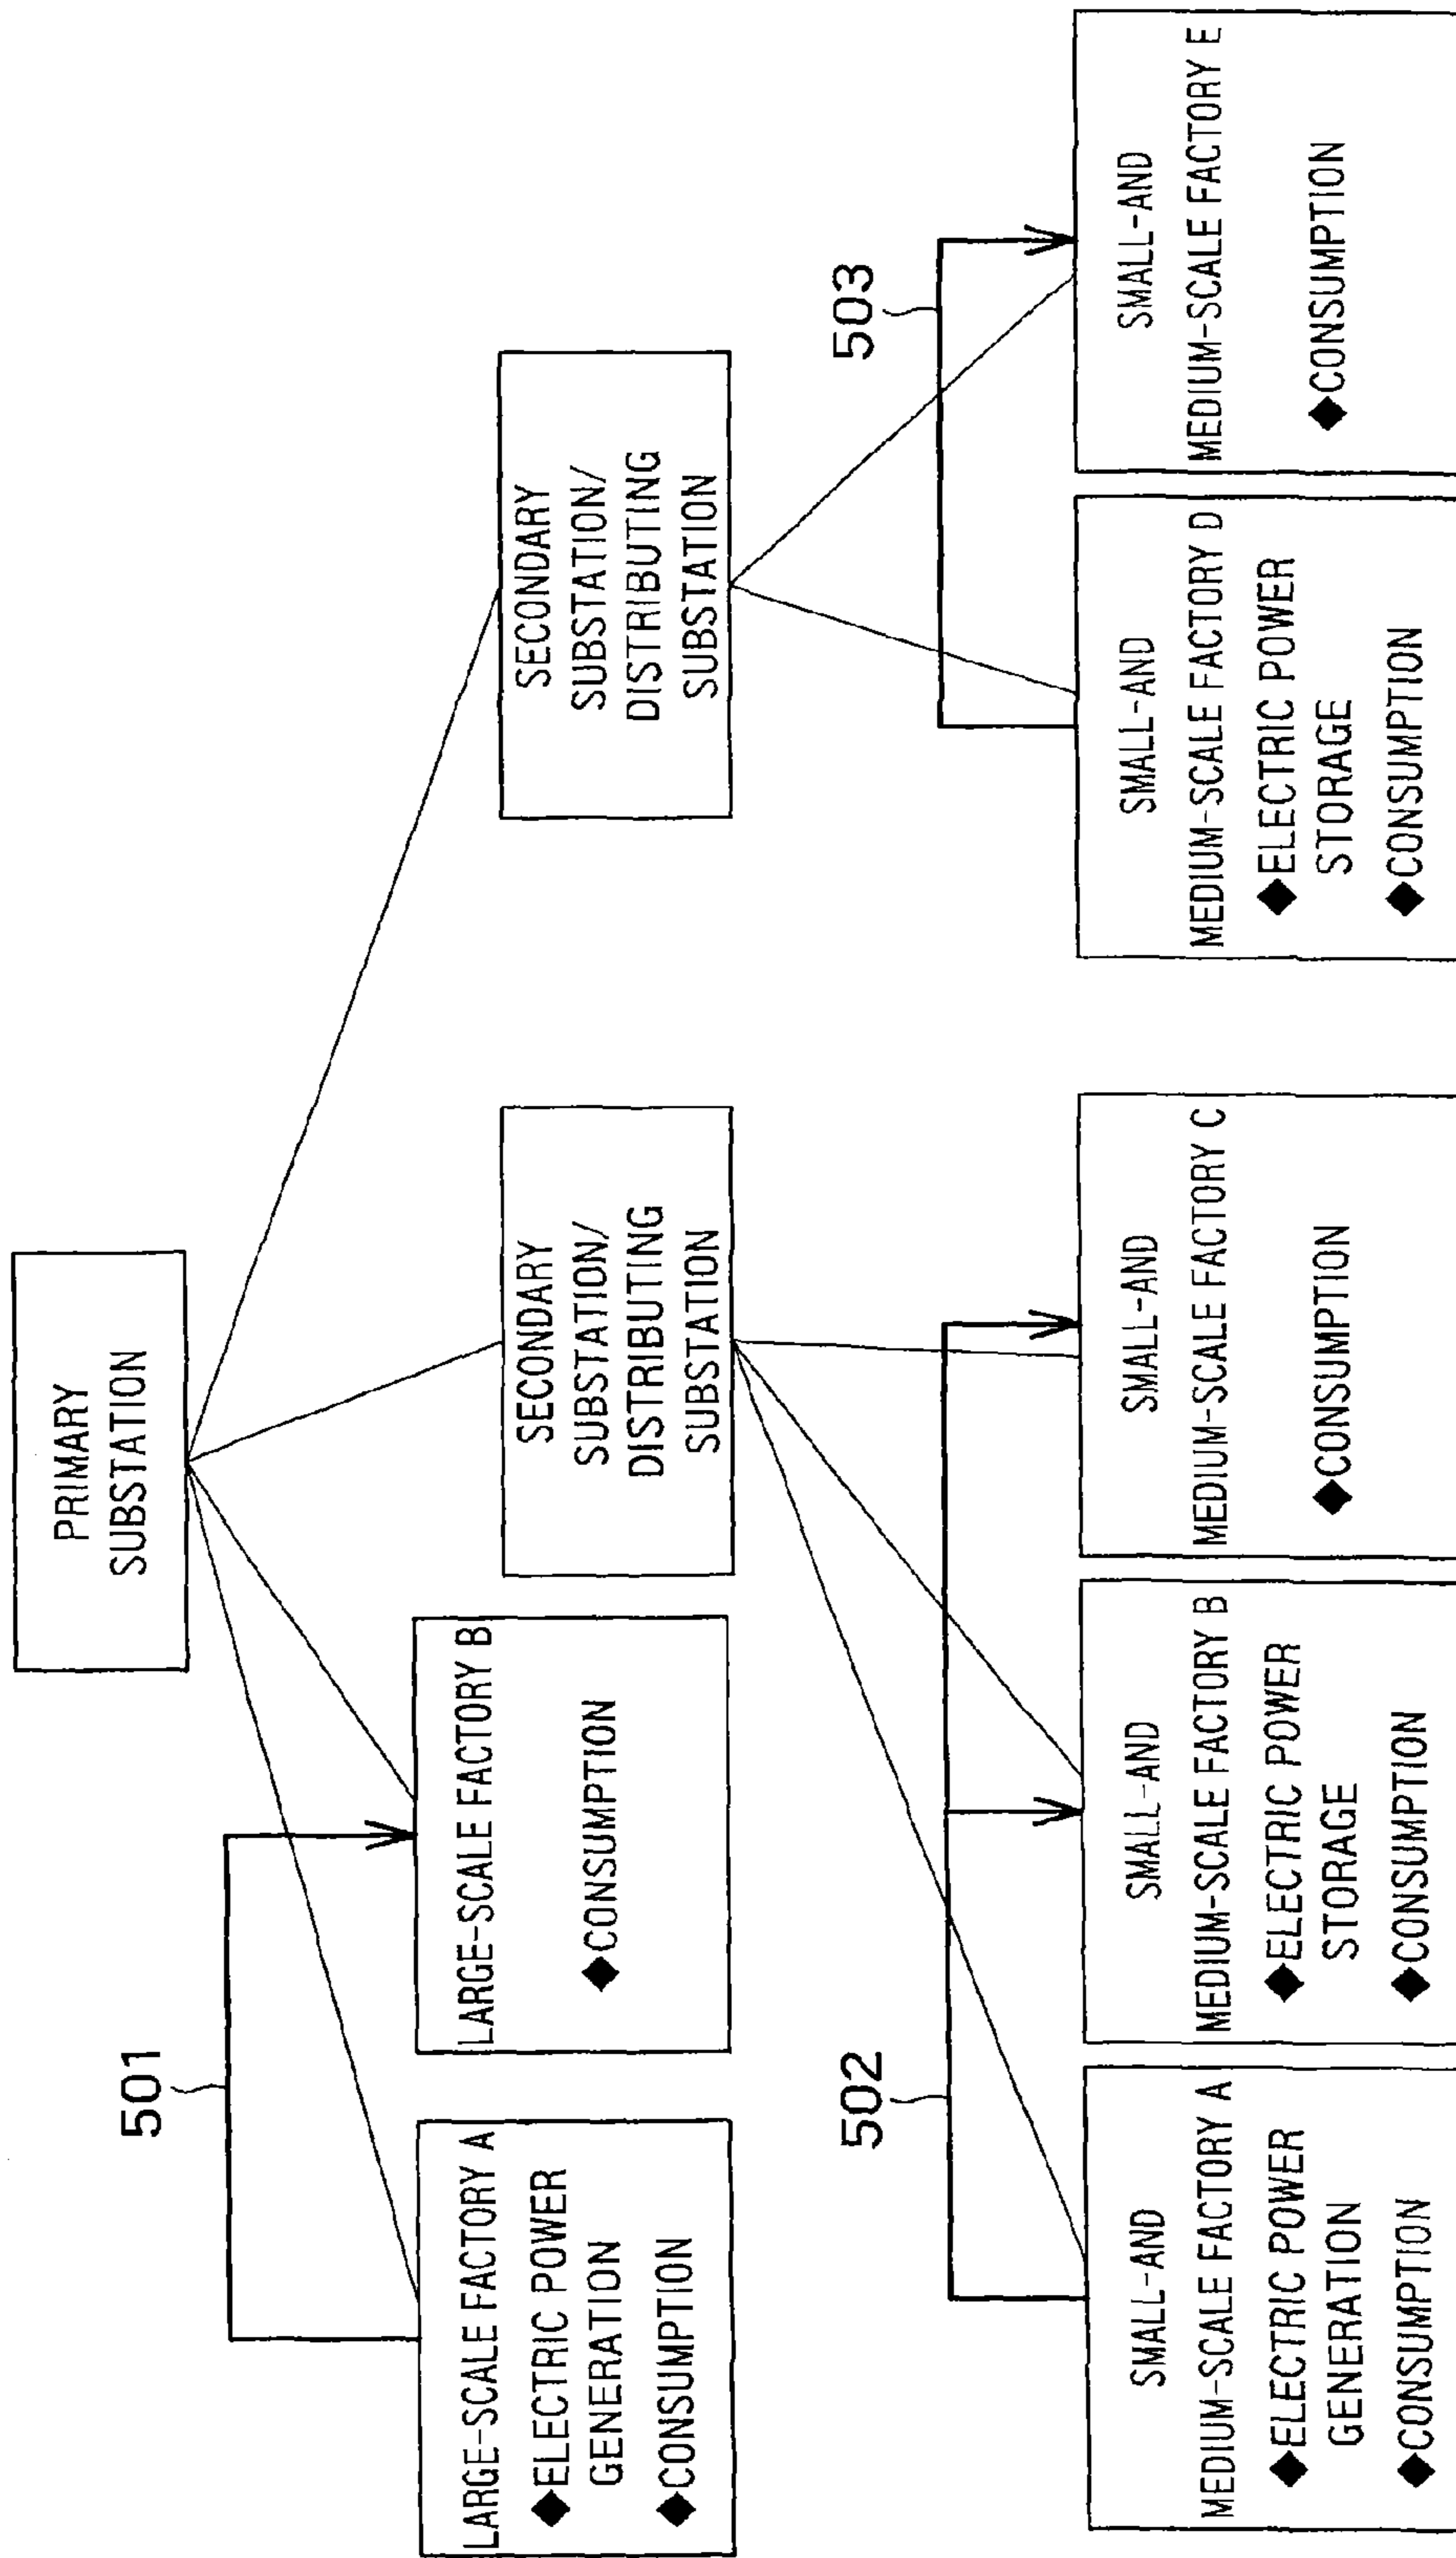 PRIMARY
SUBSTATION
501
LARGE-SCALE FACTORY A
◆ELECTRIC POWER
GENERATION
◆CONSUMPTION
LARGE-SCALE FACTORY B
◆CONSUMPTION
SECONDARY
SUBSTATION/
DISTRIBUTING
SUBSTATION
SECONDARY
SUBSTATION/
DISTRIBUTING
SUBSTATION
502
503
SMALL-AND
MEDIUM-SCALE FACTORY A
◆ELECTRIC POWER
GENERATION
◆CONSUMPTION
SMALL-AND
MEDIUM-SCALE FACTORY B
◆ELECTRIC POWER
STORAGE
◆CONSUMPTION
SMALL-AND
MEDIUM-SCALE FACTORY C
◆CONSUMPTION
SMALL-AND
MEDIUM-SCALE FACTORY D
◆ELECTRIC POWER
STORAGE
◆CONSUMPTION
SMALL-AND
MEDIUM-SCALE FACTORY E
◆CONSUMPTION